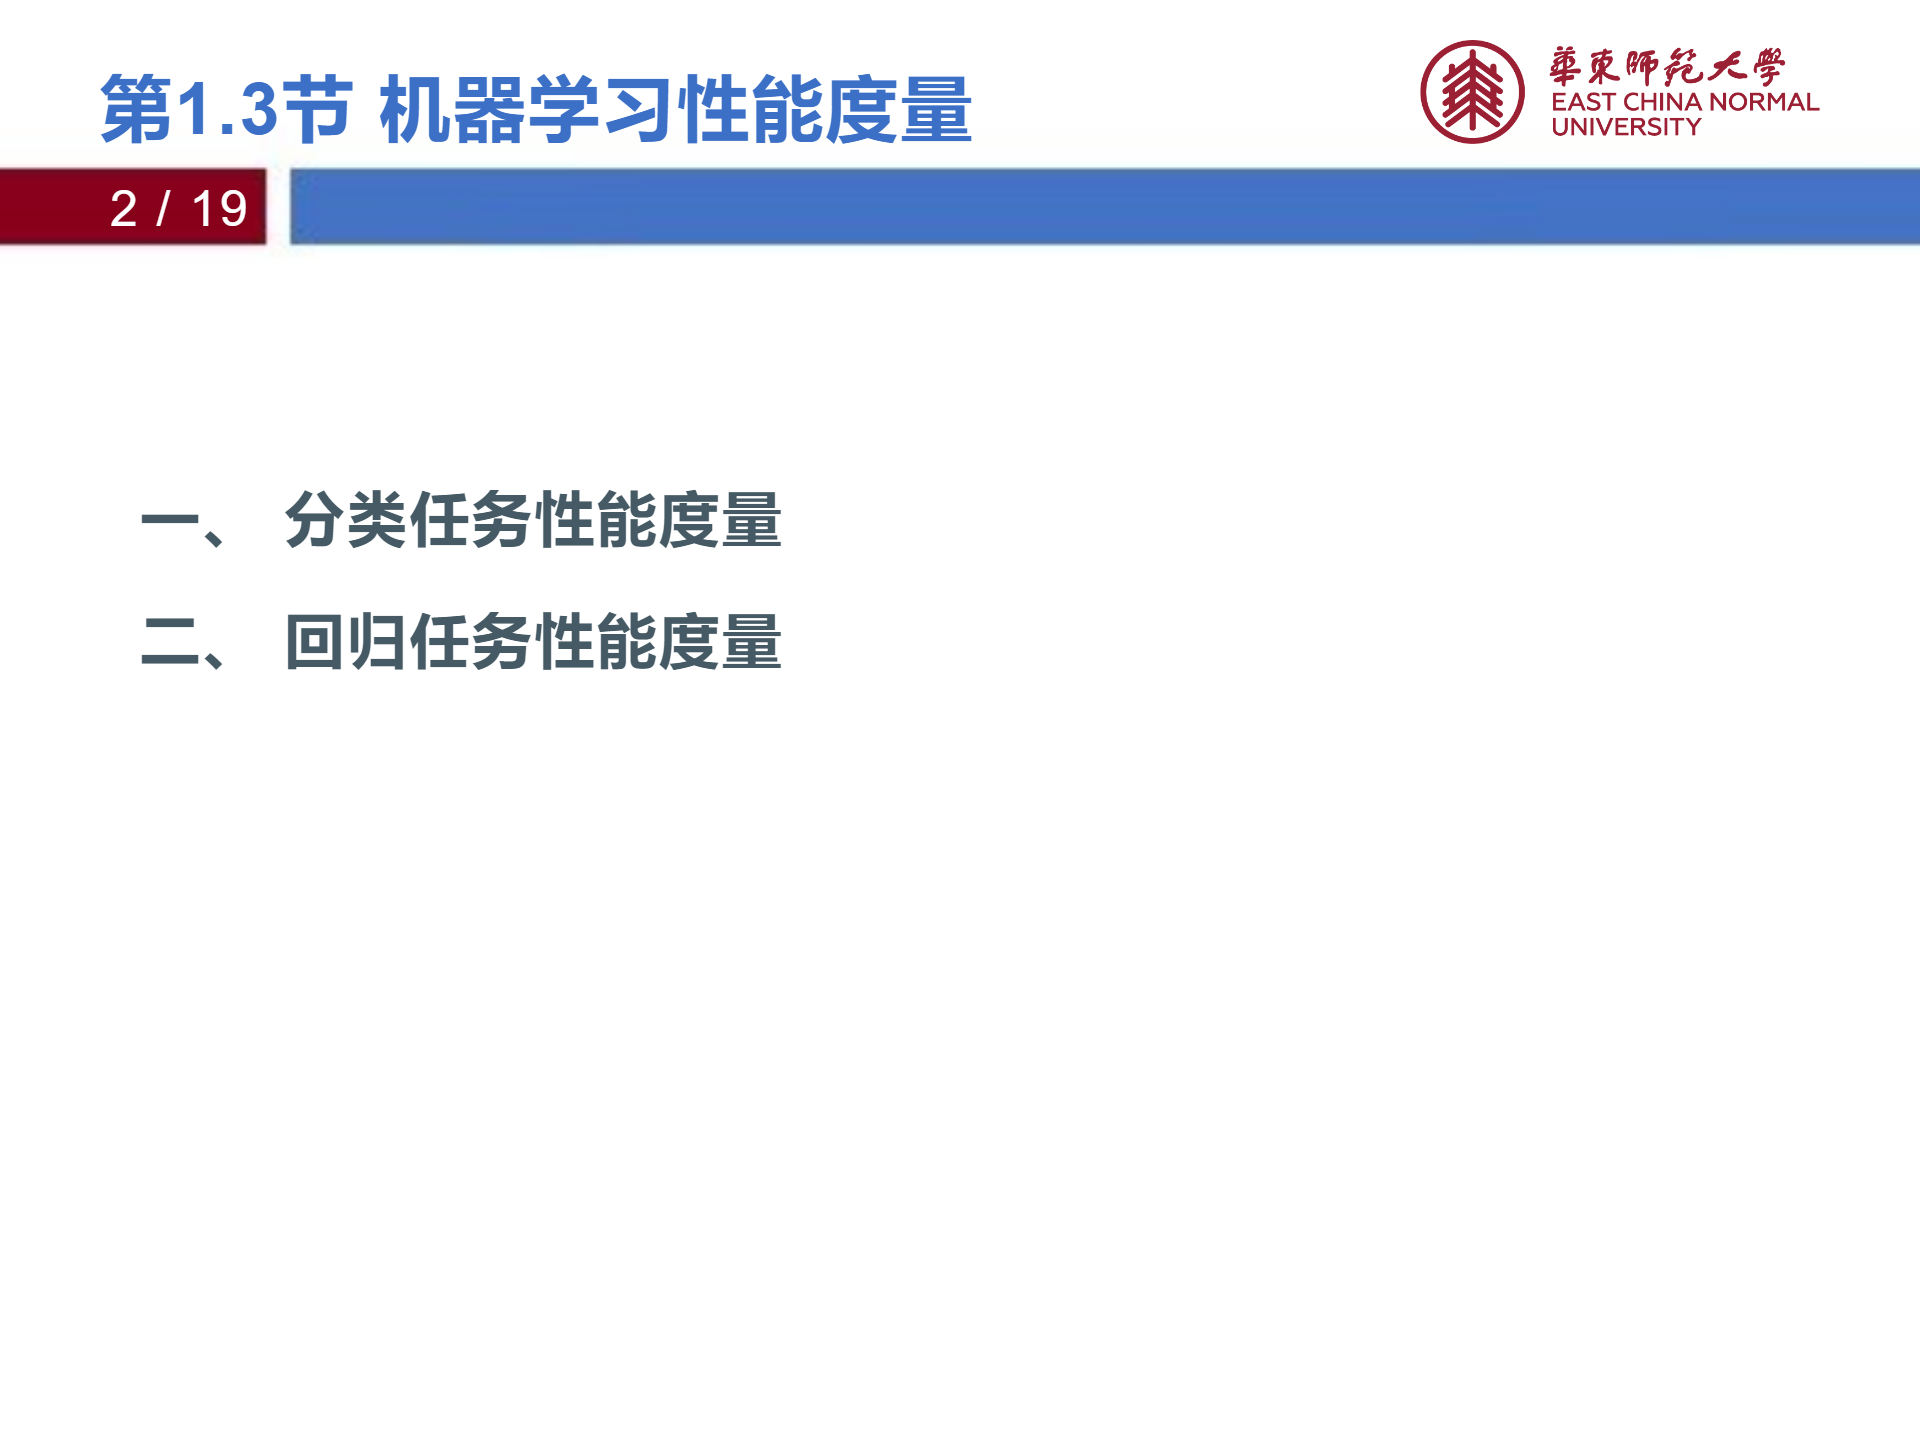 第1.3节 机器学习性能度量
華東師範大學
EAST CHINA NORMAL
UNIVERSITY
2 / 19
一、 分类任务性能度量
二、 回归任务性能度量